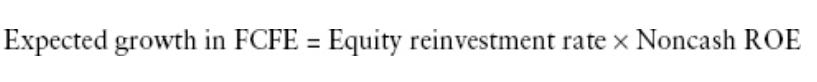 Expected growth in FCFE = Equity reinvestment rate × Noncash ROE